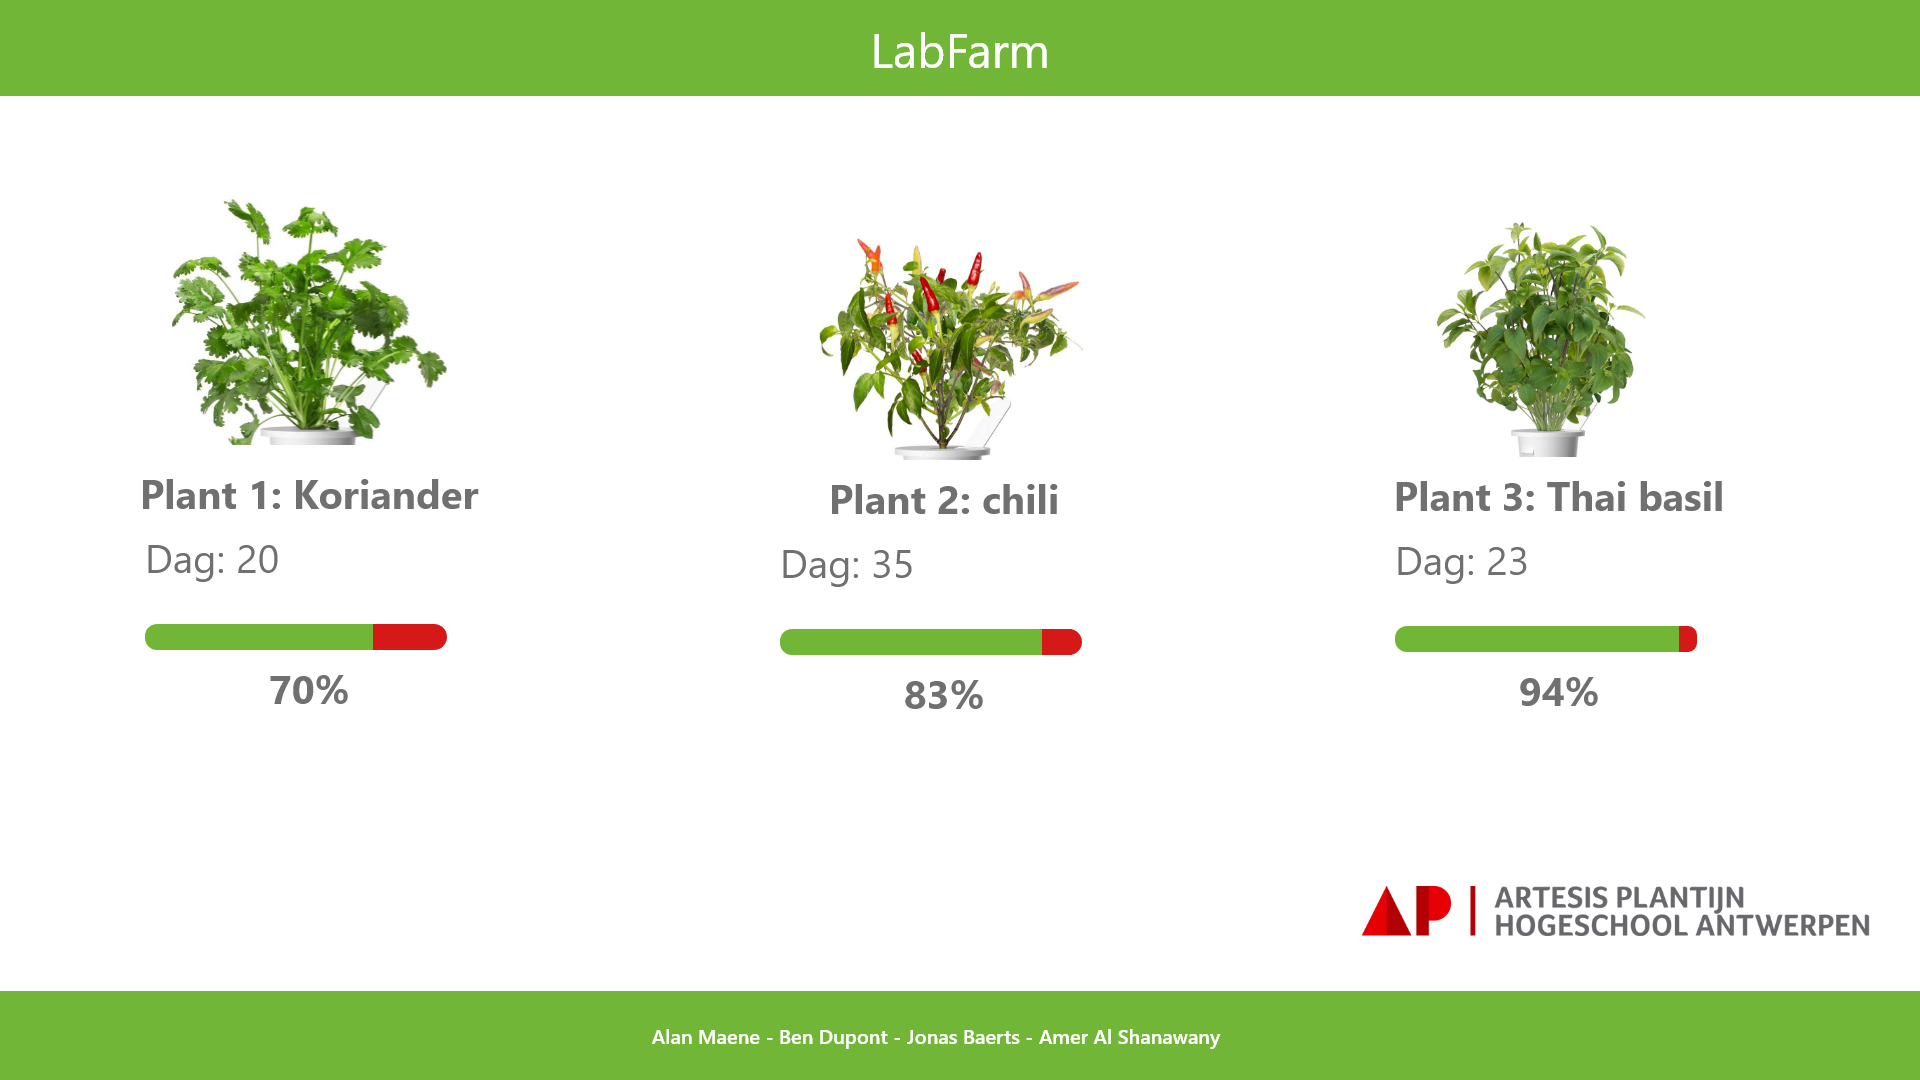 LabFarm
Plant 1: Koriander
Dag: 20
70%
Plant 2: chili
Dag: 35
83%
Plant 3: Thai basil
Dag: 23
94%
AP
ARTESIS PLANTIJN
HOGESCHOOL ANTWERPEN
Alan Maene - Ben Dupont - Jonas Baerts - Amer Al Shanawany